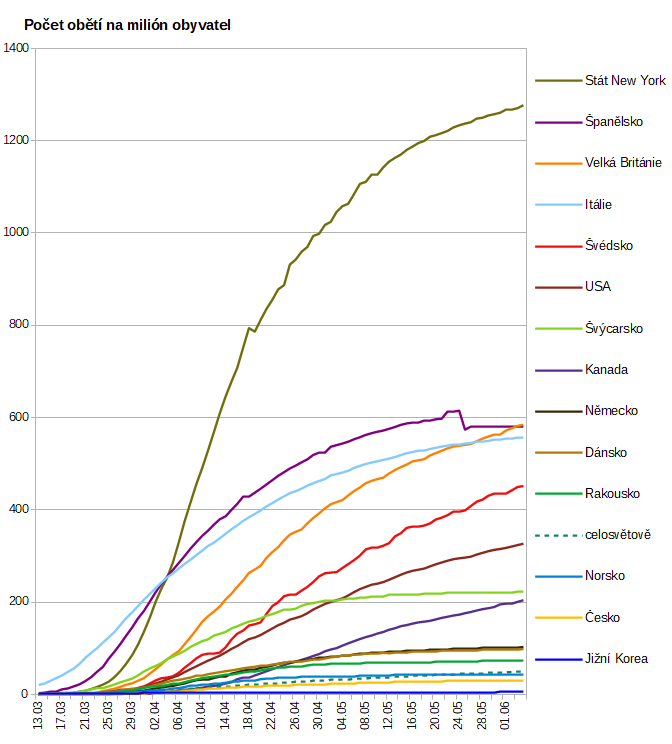 Počet obětí na milión obyvatel
1400
1200
1000
800
600
400
200
0
13.03
17.03
21.03
25.03
29.03
02.04
06.04
10.04
14.04
18.04
22.04
26.04
30.04
04.05
08.05
12.05
16.05
20.05
24.05
28.05
01.06
Stát New York
Španělsko
Velká Británie
Itálie
Švédsko
USA
Švýcarsko
Kanada
Německo
Dánsko
Rakousko
celosvětově
Norsko
Česko
Jižní Korea